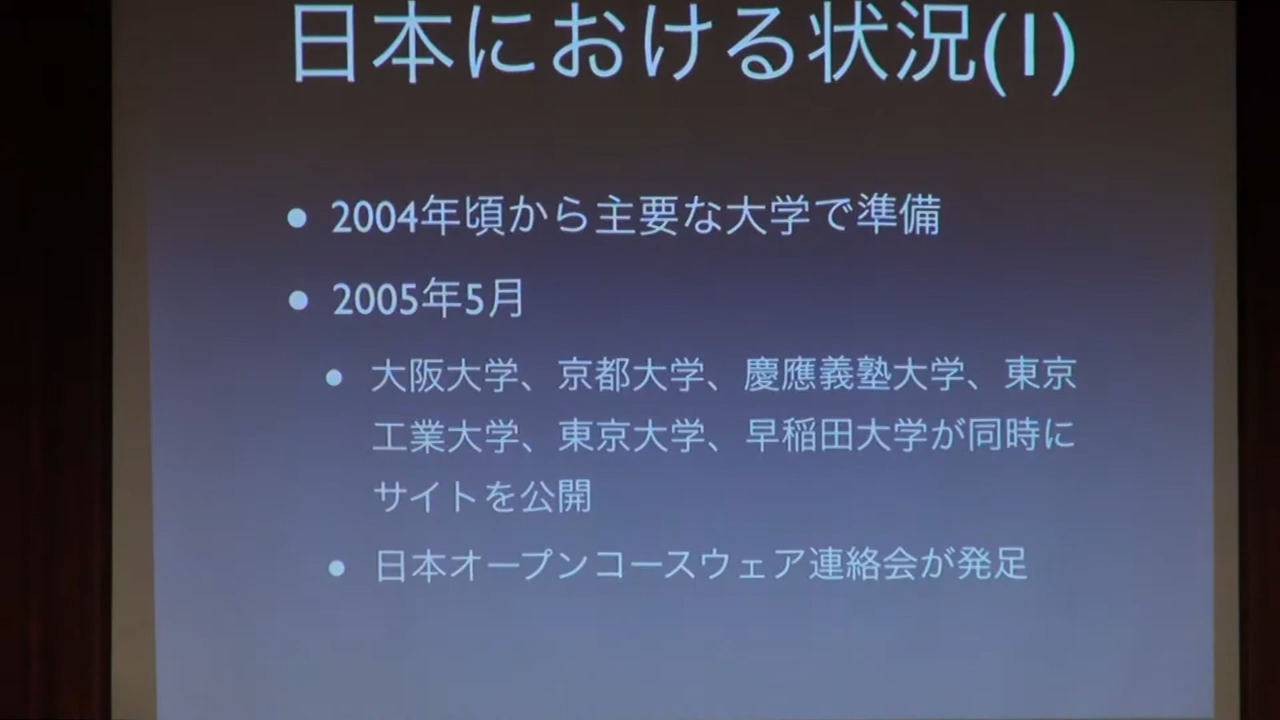 日本における状況(1)
• 2004年頃から主要な大学で準備
• 2005年5月
• 大阪大学、京都大学、慶應義塾大学、東京
工業大学、東京大学、早稲田大学が同時に
サイトを公開
• 日本オープンコースウェア連絡会が発足